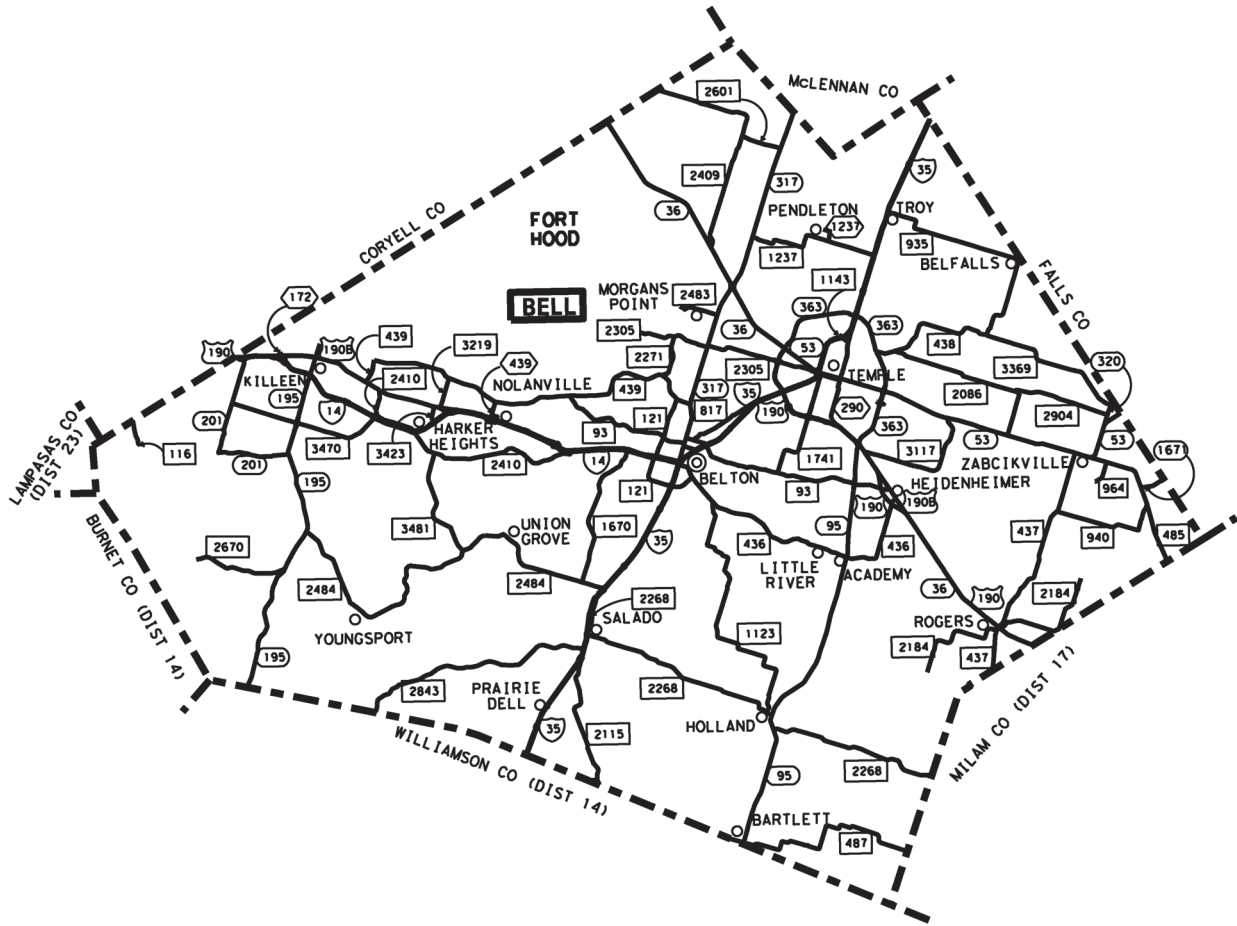 McLENNAN CO
2601
35
2409
317
CORYELL CO
36
PENDLETON
TROY
FORT
HOOD
1237
935
1237
BELFALLS
FALLS CO
1143
BELL
MORGANS
POINT
2483
172
363
363
439
3219
2305
36
53
438
190
190B
439
2271
2305
320
3369
KILLEEN
2410
NOLANVILLE
439
317
35
TEMPLE
2086
195
14
817
190
290
2904
201
121
363
LAMPASAS CO
(DIST 23)
HARKER
HEIGHTS
93
53
53
116
3470
3423
3117
1671
201
2410
14
BELTON
1741
ZABCIKVILLE
HEIDENHEIMER
195
121
93
964
190
190B
BURNET CO (DIST 14)
3481
UNION
GROVE
1670
95
437
940
485
2670
35
436
436
LITTLE
RIVER
ACADEMY
2484
2484
36
190
2184
2268
YOUNGSPORT
SALADO
ROGERS
1123
2184
437
195
2843
PRAIRIE
DELL
2268
35
2115
HOLLAND
MILAM CO (DIST 17)
WILLIAMSON CO (DIST 14)
95
2268
BARTLETT
487